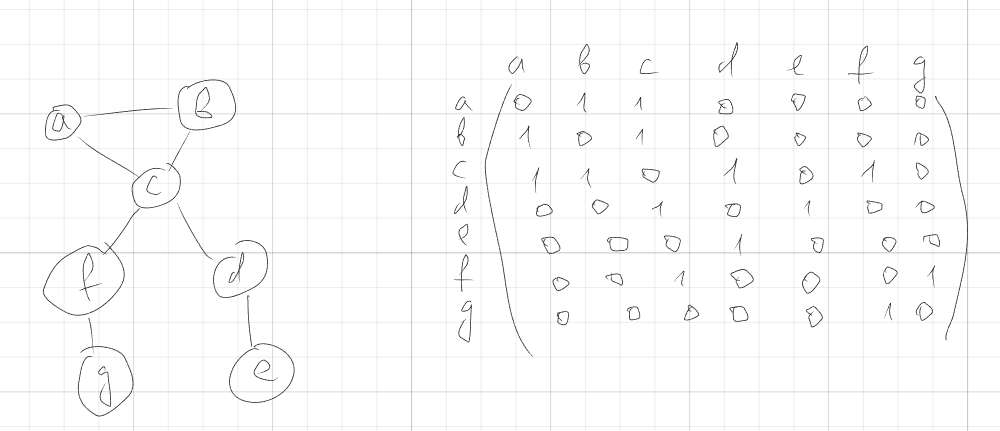 a b c d e f g
a 0 1 1 0 0 0 0
b 1 0 1 0 0 0 0
c 1 1 0 1 0 1 0
d 0 0 1 0 1 0 0
e 0 0 0 1 0 0 0
f 0 0 1 0 0 0 1
g 0 0 0 0 0 1 0
a
b
c
f
d
g
e